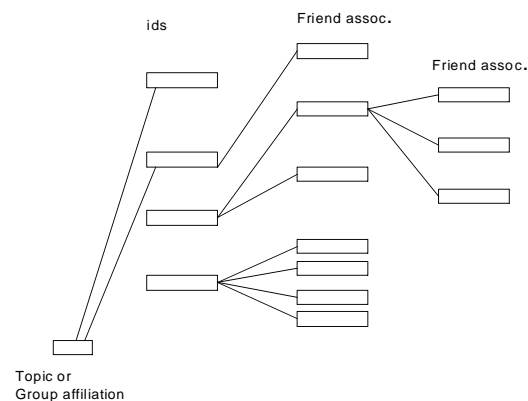 ids
Friend assoc.
Friend assoc.
Topic or
Group affiliation